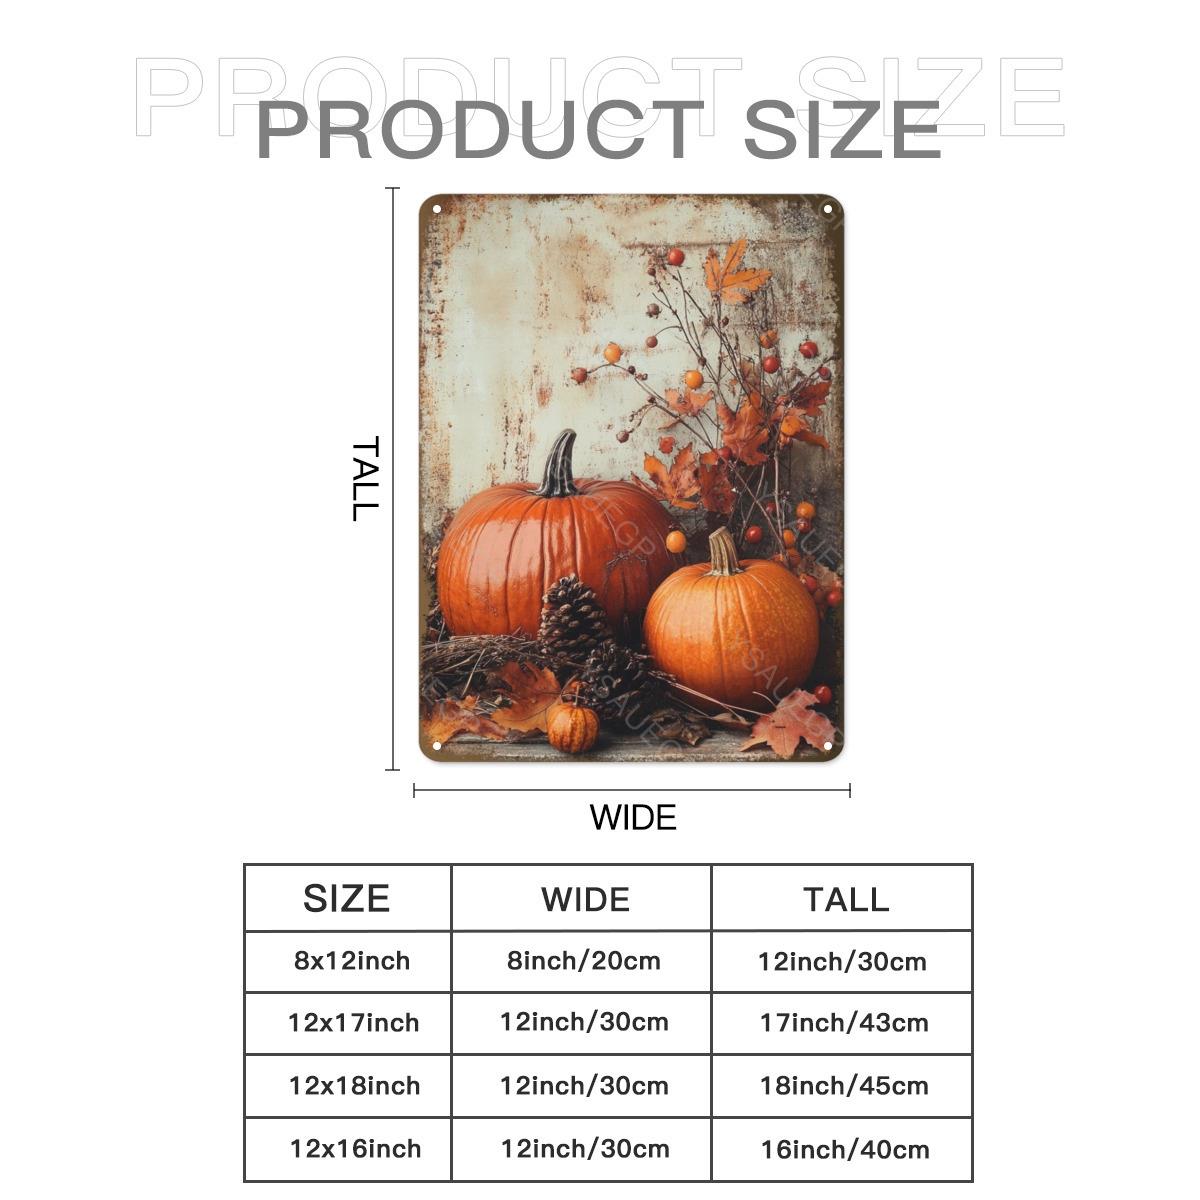 PRODUCT SIZE
PRODUCT SIZE
TALL
WIDE
SIZE WIDE TALL
8x12inch 8inch/20cm 12inch/30cm
12x17inch 12inch/30cm 17inch/43cm
12x18inch 12inch/30cm 18inch/45cm
12x16inch 12inch/30cm 16inch/40cm